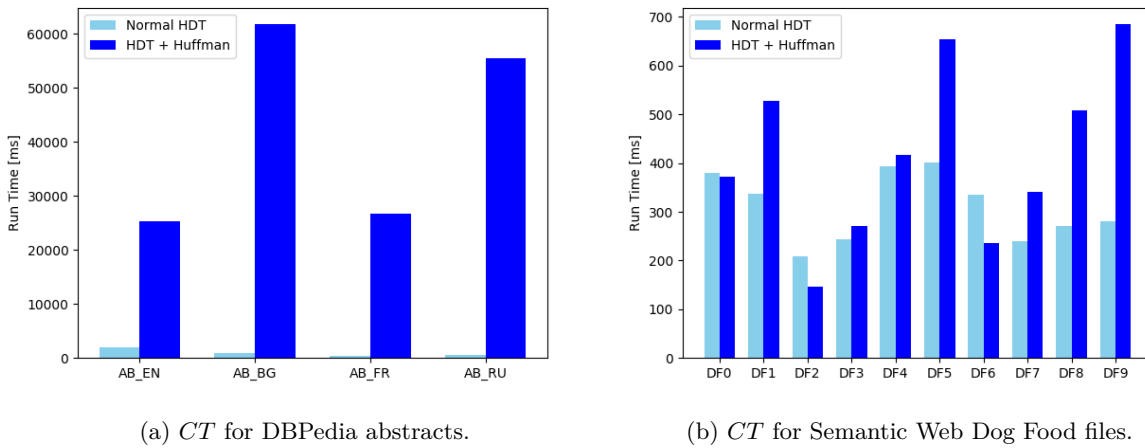 Normal HDT
HDT + Huffman
Run Time [ms]
60000
50000
40000
30000
20000
10000
0
AB_EN AB_BG AB_FR AB_RU
(a) CT for DBPedia abstracts.
Normal HDT
HDT + Huffman
Run Time [ms]
700
600
500
400
300
200
100
0
DF0 DF1 DF2 DF3 DF4 DF5 DF6 DF7 DF8 DF9
(b) CT for Semantic Web Dog Food files.